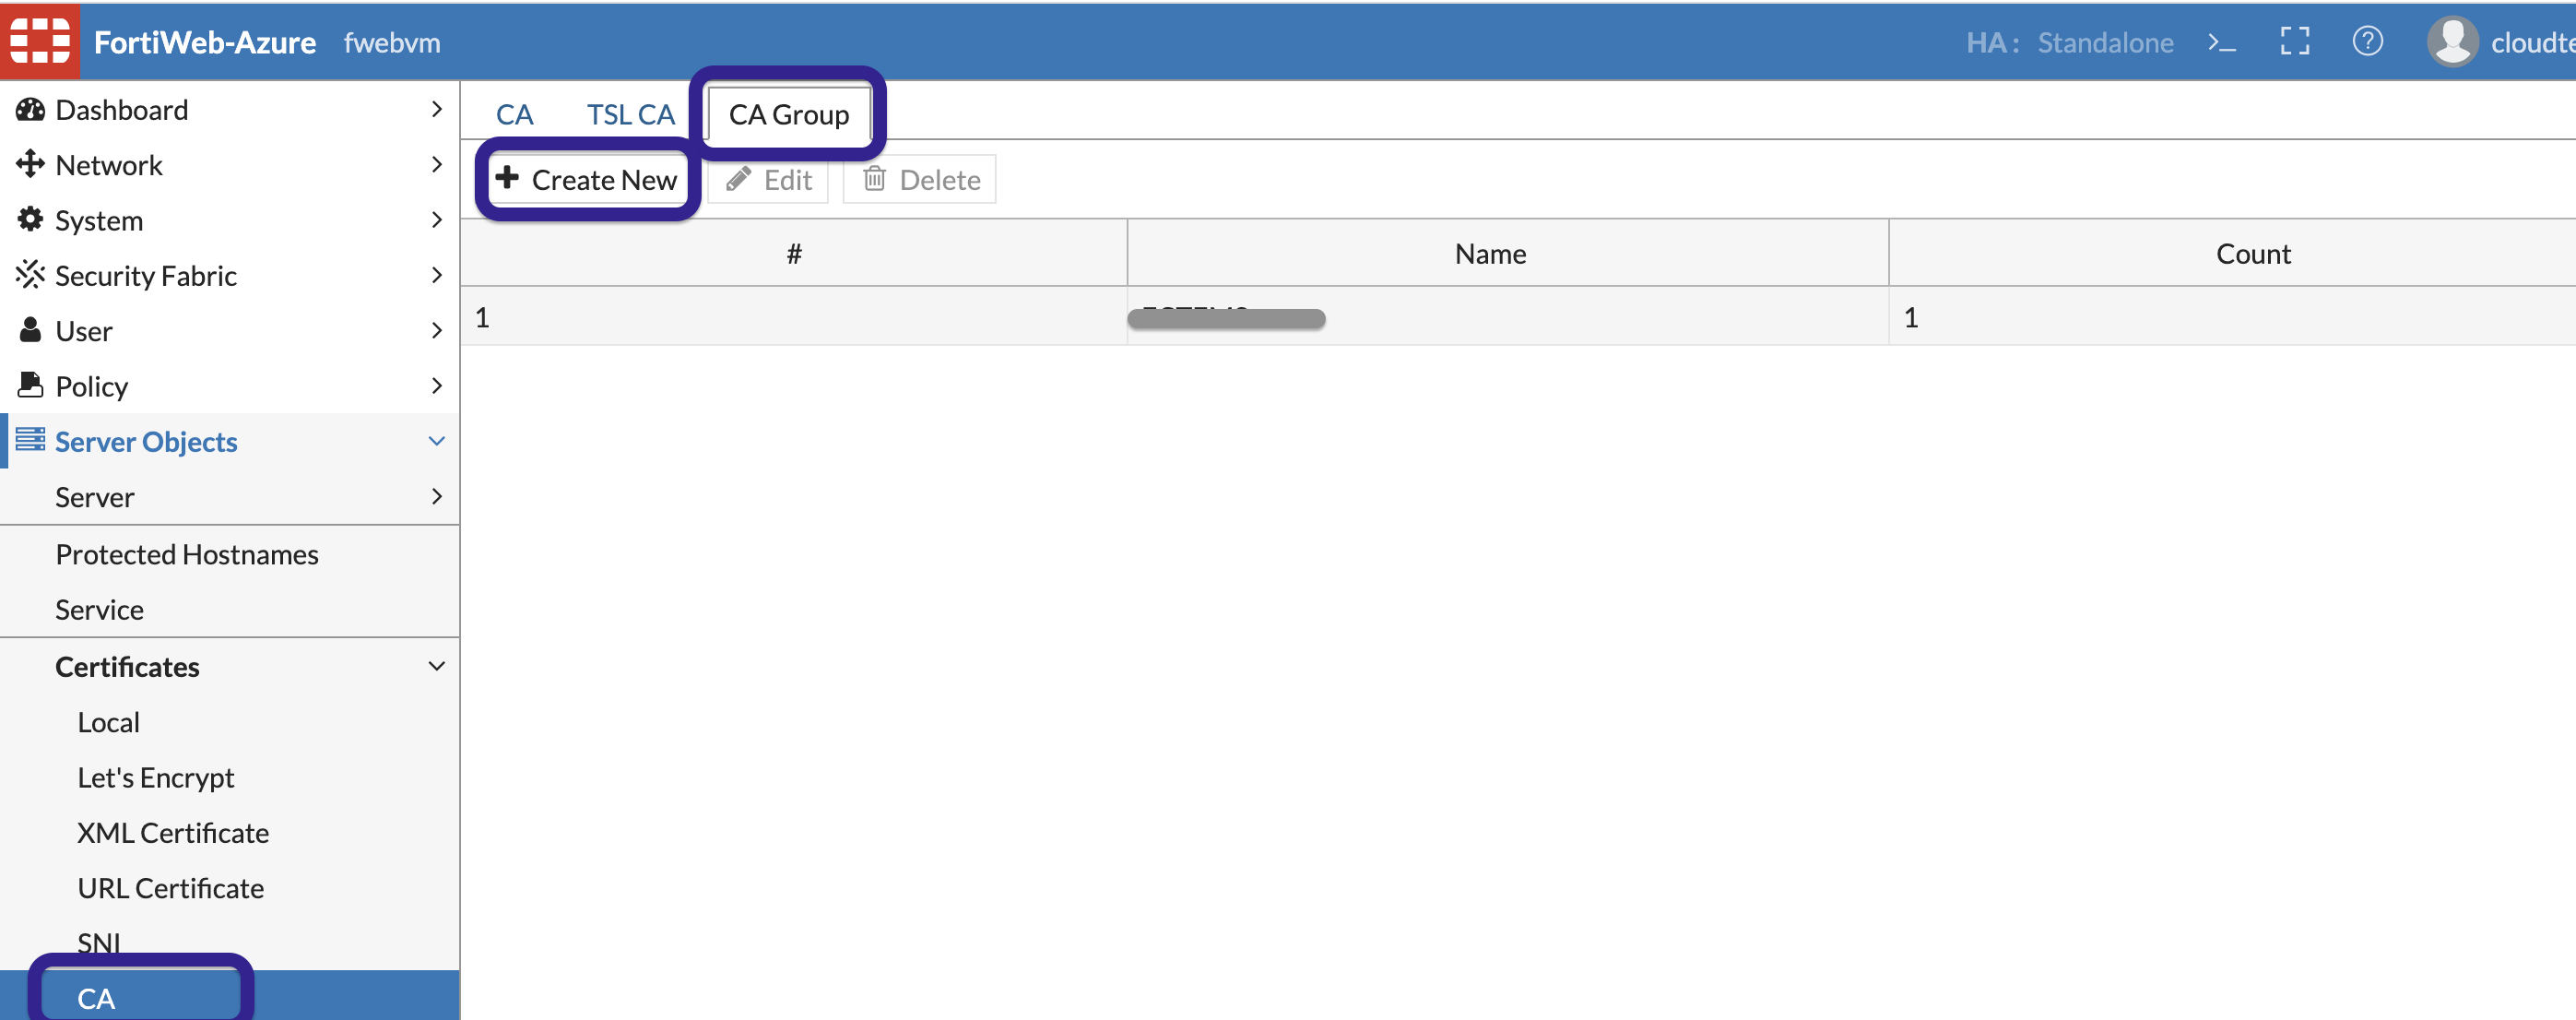 FortiWeb-Azure fwebvm HA: Standalone >_ ?
Dashboard
Network
System
Security Fabric
User
Policy
Server Objects
Server
Protected Hostnames
Service
Certificates
Local
Let's Encrypt
XML Certificate
URL Certificate
SNI
CA
CA TSL CA CA Group
+ Create New Edit Delete
# Name Count
1 1